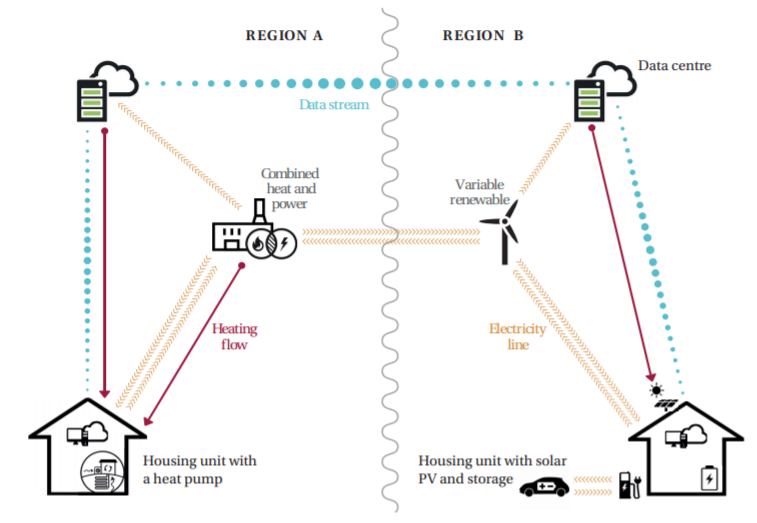 REGION A
REGION B
Data centre
Data stream
Combined
heat and
power
Variable
renewable
Heating
flow
Electricity
line
Housing unit with
a heat pump
Housing unit with solar
PV and storage